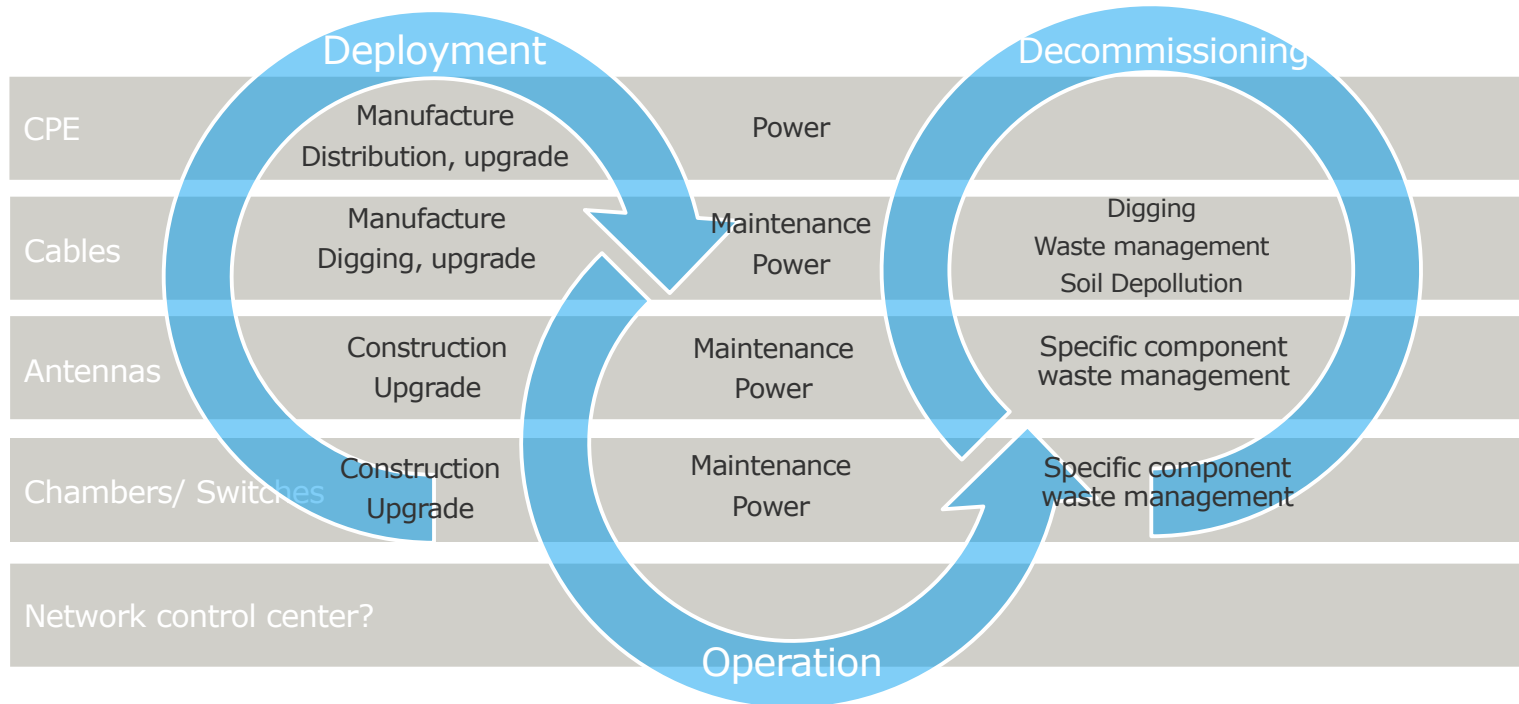 Deployment
Decommissioning
CPE
Manufacture
Distribution, upgrade
Power
Cables
Manufacture
Digging, upgrade
Maintenance
Power
Digging
Waste management
Soil Depollution
Antennas
Construction
Upgrade
Maintenance
Power
Specific component
waste management
Chambers/ Switches
Construction
Upgrade
Maintenance
Power
Specific component
waste management
Network control center?
Operation